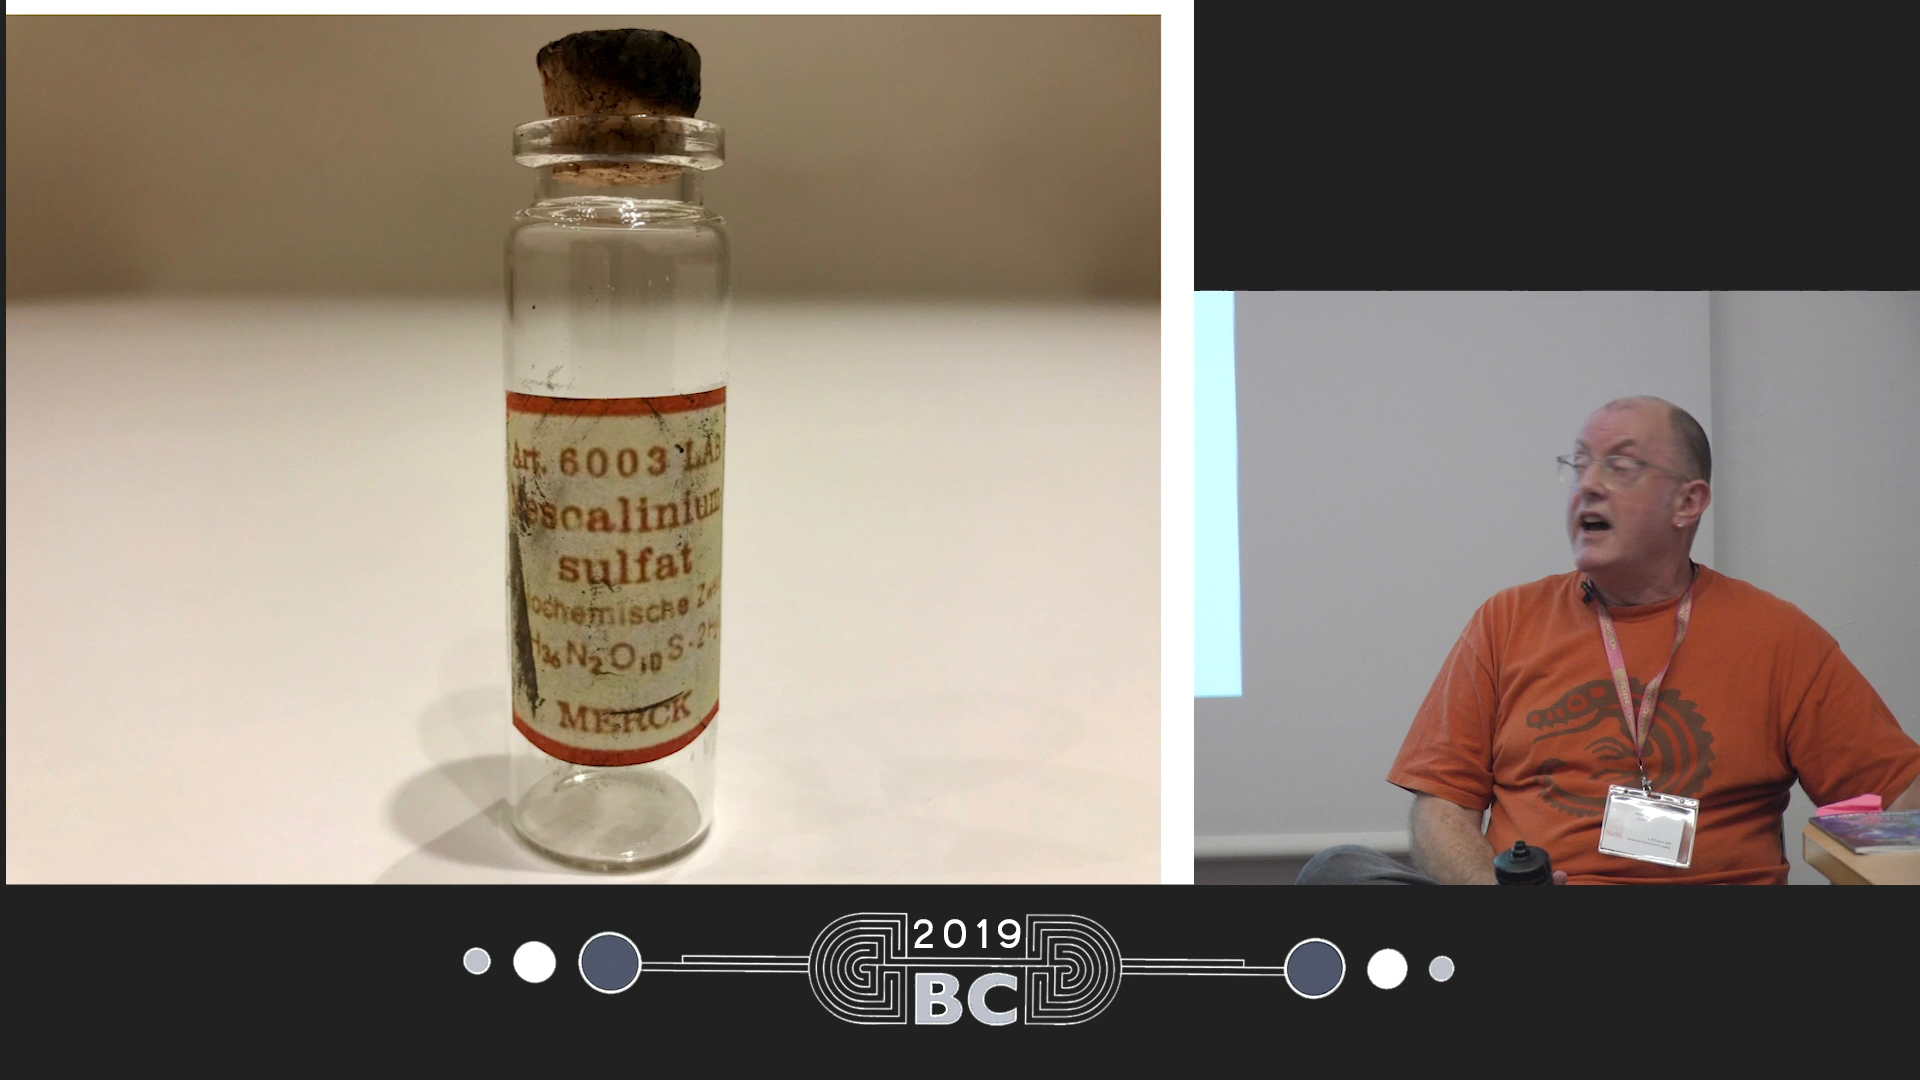 Art. 6003 LAB
escalinium
sulfat
ochemische Zw
H36N2O10S·2H
MERCK
2019
BC